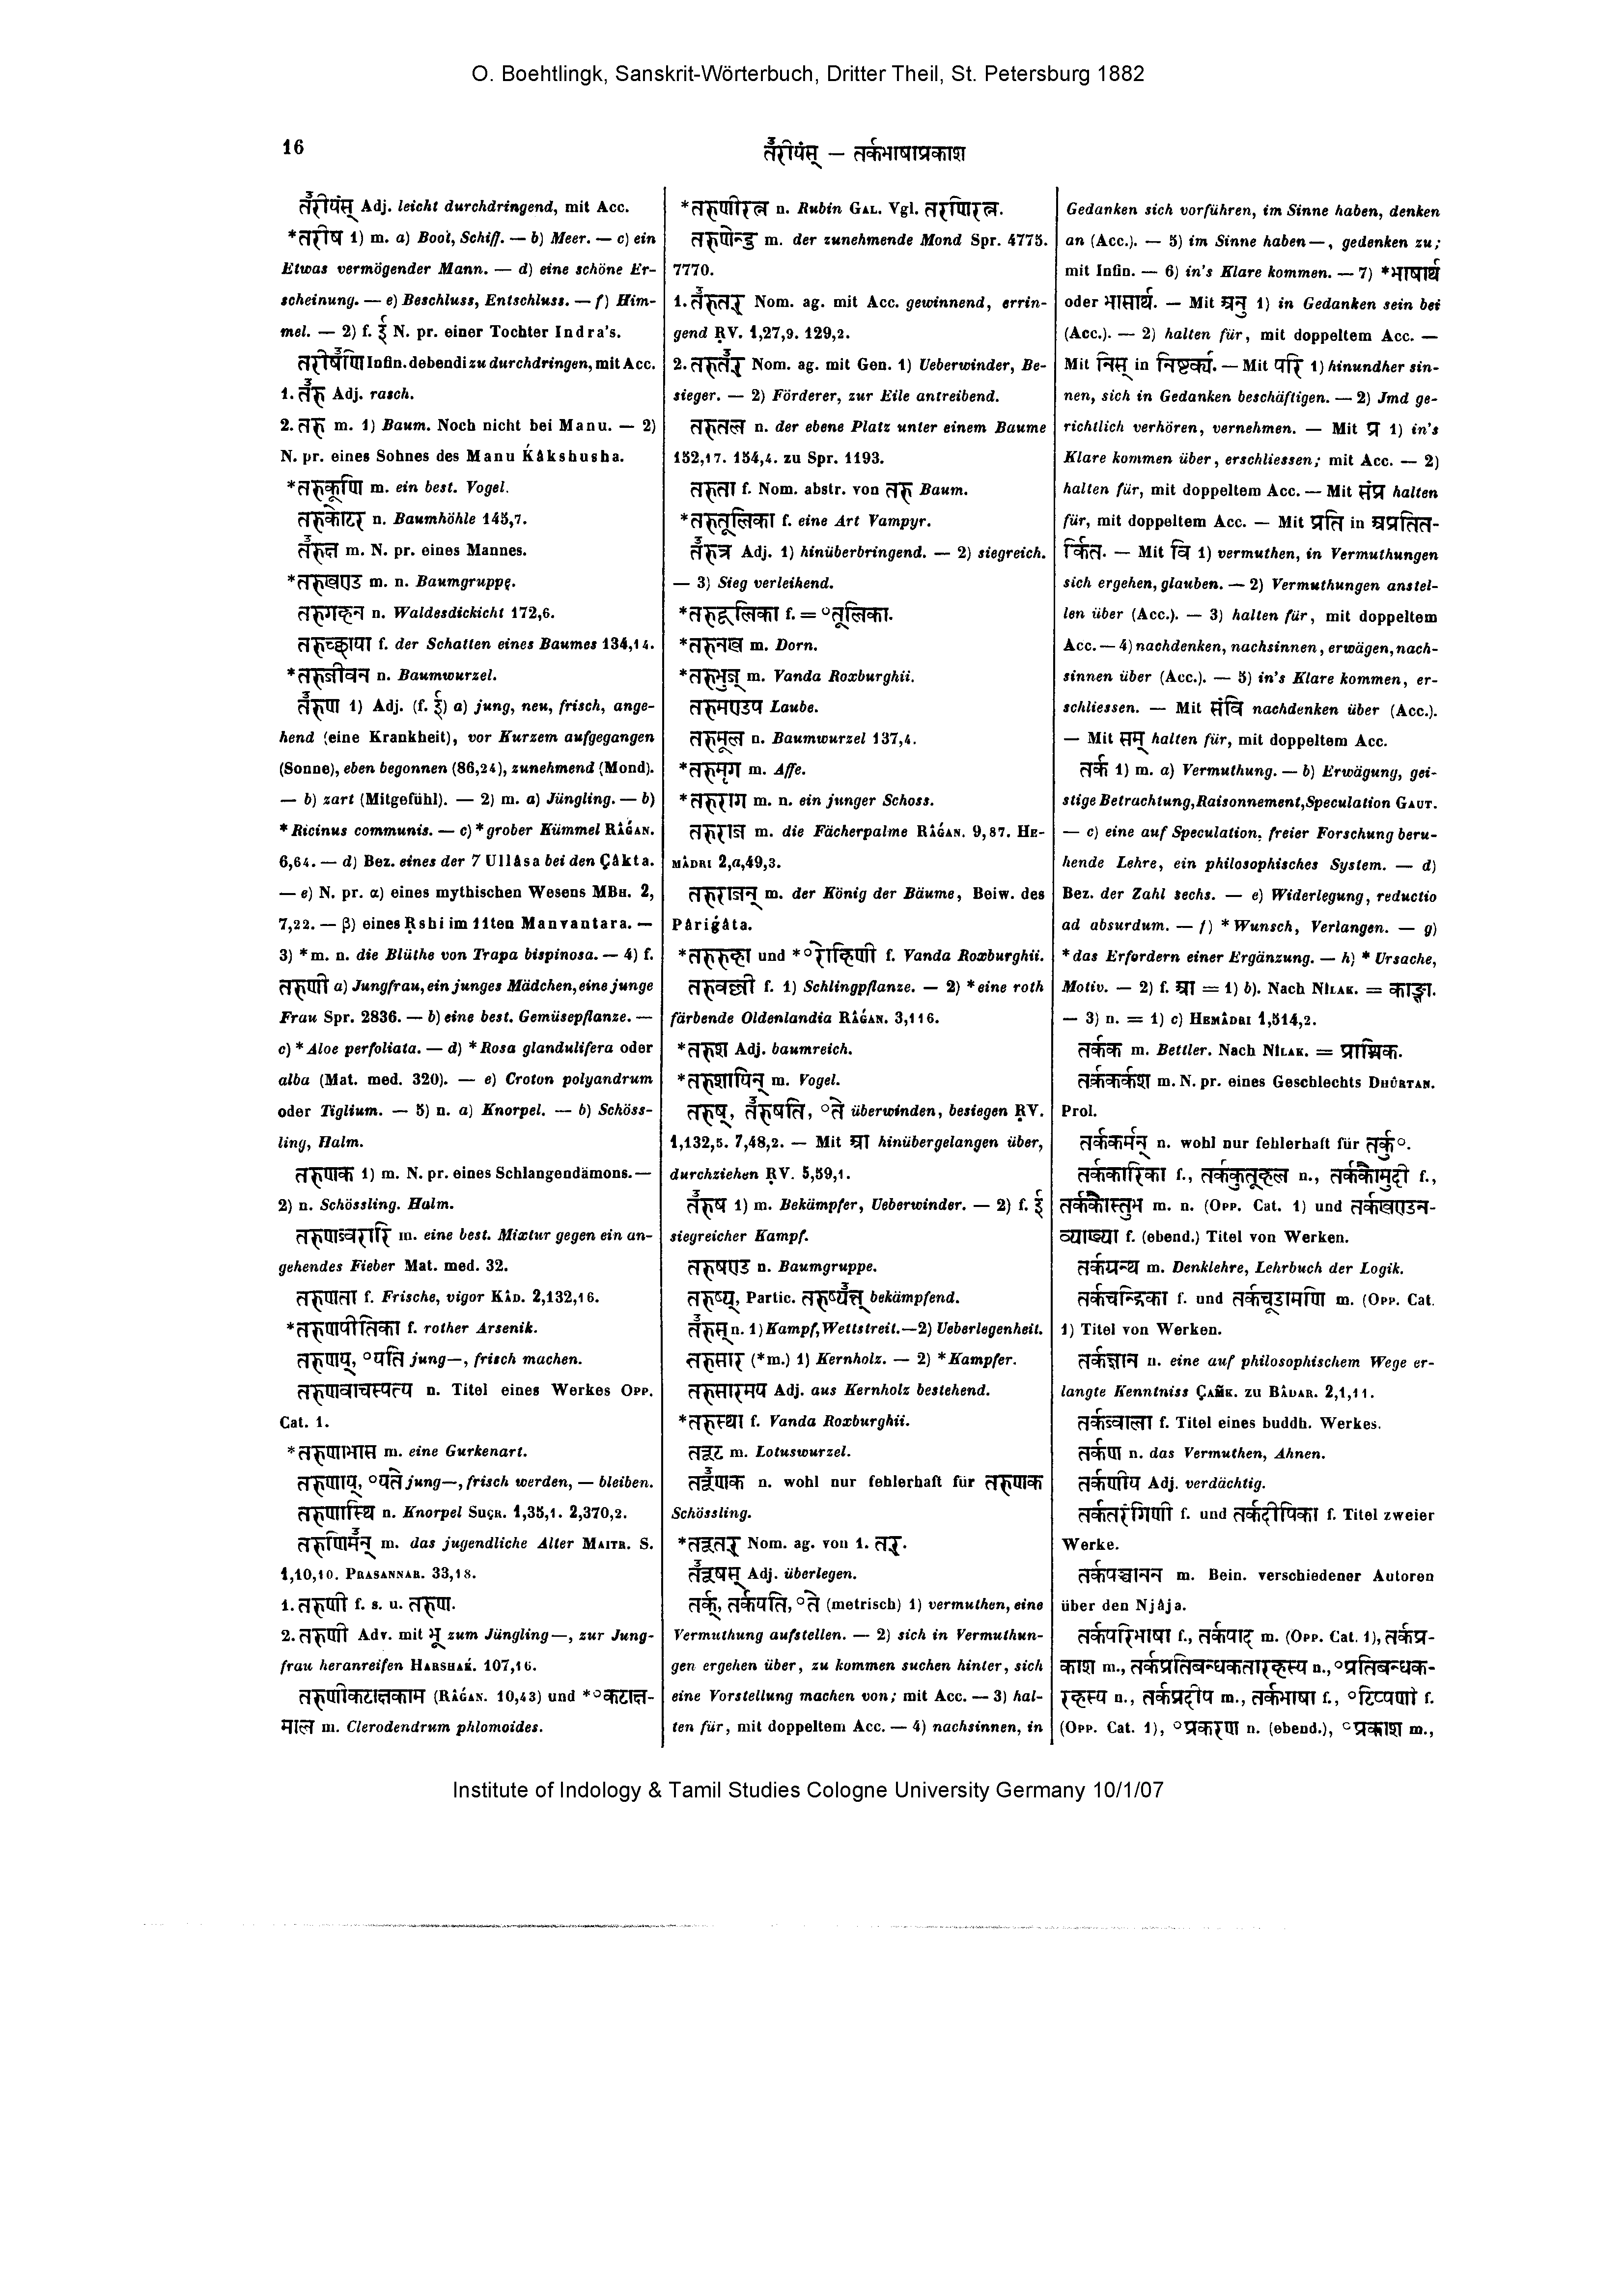 O. Boehtlingk, Sanskrit-Wörterbuch, Dritter Theil, St. Petersburg 1882
16
तॅरीयंस् — तर्कभाषाप्रकाश
तॅरीयंस् Adj. leicht durchdringend, mit Acc.
*तरीष 1) m. a) Boot, Schiff. — b) Meer. — c) ein
Etwas vermögender Mann. — d) eine schöne Er-
scheinung. — e) Beschluss, Entschluss. — f) Him-
mel. — 2) f. ई N. pr. einer Tochter Indra's.
तरीषॅणि Infin. debendi zu durchdringen, mit Acc.
1. तॅरु Adj. rasch.
2. तरु m. 1) Baum. Noch nicht bei Manu. — 2)
N. pr. eines Sohnes des Manu Ḱâkshusha.
*तरुकूणि m. ein best. Vogel.
तरुकोटर n. Baumhöhle 145,7.
तॅरुक्ष m. N. pr. eines Mannes.
*तरुखण्ड m. n. Baumgruppe.
तरुगहन n. Waldesdickicht 172,6.
तरुच्छाया f. der Schatten eines Baumes 134,14.
*तरुजीवन n. Baumwurzel.
तॅरुण 1) Adj. (f. ई) a) jung, neu, frisch, ange-
hend (eine Krankheit), vor Kurzem aufgegangen
(Sonne), eben begonnen (86,24), zunehmend (Mond).
— b) zart (Mitgefühl). — 2) m. a) Jüngling. — b)
* Ricinus communis. — c) * grober Kümmel Râǵan.
6,64. — d) Bez. eines der 7 Ullâsa bei den Çâkta.
— e) N. pr. α) eines mythischen Wesens MBh. 2,
7,22. — β) eines Ṛshi im 11ten Manvantara. —
3) *m. n. die Blüthe von Trapa bispinosa. — 4) f.
तरुणी a) Jungfrau, ein junges Mädchen, eine junge
Frau Spr. 2836. — b) eine best. Gemüsepflanze. —
c) * Aloe perfoliata. — d) * Rosa glandulifera oder
alba (Mat. med. 320). — e) Croton polyandrum
oder Tiglium. — 5) n. a) Knorpel. — b) Schöss-
ling, Halm.
तरुणक 1) m. N. pr. eines Schlangendämons. —
2) n. Schössling. Halm.
तरुणज्वरारि m. eine best. Mixtur gegen ein an-
gehendes Fieber Mat. med. 32.
तरुणता f. Frische, vigor Kâd. 2,132,16.
*तरुणपीतिका f. rother Arsenik.
तरुणय्, ॰यति jung—, frisch machen.
तरुणवाचस्पत्य n. Titel eines Werkes Opp.
Cat. 1.
*तरुणाभास m. eine Gurkenart.
तरुणाय्, ॰यते jung—, frisch werden, — bleiben.
तरुणास्थि n. Knorpel Suçr. 1,35,1. 2,370,2.
तरुणिमॅन् m. das jugendliche Alter Maitr. S.
1,10,10. Prasannar. 33,18.
1. तरुणी f. s. u. तरुण.
2. तरुणी Adv. mit भू zum Jüngling—, zur Jung-
frau heranreifen Harshaḱ. 107,16.
तरुणीकटाक्षकाम (Râǵan. 10,43) und *॰कटाक्ष-
माल m. Clerodendrum phlomoides.
*तरुणीरत्न n. Rubin Gal. Vgl. तरणिरत्न.
तरुणेन्दु m. der zunehmende Mond Spr. 4775.
7770.
1. तॅरुतर् Nom. ag. mit Acc. gewinnend, errin-
gend ṚV. 1,27,9. 129,2.
2. तरुतॅर् Nom. ag. mit Gen. 1) Ueberwinder, Be-
sieger. — 2) Förderer, zur Eile antreibend.
तरुतल n. der ebene Platz unter einem Baume
152,17. 154,4. zu Spr. 1193.
तरुता f. Nom. abstr. von तरु Baum.
*तरुतूलिका f. eine Art Vampyr.
तॅरुत्र Adj. 1) hinüberbringend. — 2) siegreich.
— 3) Sieg verleihend.
*तरुदूलिका f. = ॰तूलिका.
*तरुनख m. Dorn.
*तरुभुज् m. Vanda Roxburghii.
तरुमण्डप Laube.
तरुमूल n. Baumwurzel 137,4.
*तरुमृग m. Affe.
*तरुराग m. n. ein junger Schoss.
तरुराज m. die Fächerpalme Râǵan. 9,87. He-
mâdri 2,a,49,3.
तरुराजन् m. der König der Bäume, Beiw. des
Pârigâta.
*तरुरुहा und *॰रोहिणी f. Vanda Roxburghii.
तरुवल्ली f. 1) Schlingpflanze. — 2) * eine roth
färbende Oldenlandia Râǵan. 3,116.
*तरुश Adj. baumreich.
*तरुशायिन् m. Vogel.
तरुष्, तॅरुषति, ॰ते überwinden, besiegen ṚV.
1,132,5. 7,48,2. — Mit आ hinübergelangen über,
durchziehen ṚV. 5,59,1.
तॅरुष 1) m. Bekämpfer, Ueberwinder. — 2) f. ई
siegreicher Kampf.
तरुषण्ड n. Baumgruppe.
तरुष्य्, Partic. तरुष्यॅत् bekämpfend.
तॅरुस् n. 1) Kampf, Wettstreit. — 2) Ueberlegenheit.
तरुसार (*m.) 1) Kernholz. — 2) * Kampfer.
तरुसारमय Adj. aus Kernholz bestehend.
*तरुस्था f. Vanda Roxburghii.
तरूट m. Lotuswurzel.
तरूॅणक n. wohl nur fehlerhaft für तरुणक
Schössling.
*तरूतर् Nom. ag. von 1. तर्.
तॅरूषस् Adj. überlegen.
तर्क्, तर्कयति, ॰ते (metrisch) 1) vermuthen, eine
Vermuthung aufstellen. — 2) sich in Vermuthun-
gen ergehen über, zu kommen suchen hinter, sich
eine Vorstellung machen von; mit Acc. — 3) hal-
ten für, mit doppeltem Acc. — 4) nachsinnen, in
Gedanken sich vorführen, im Sinne haben, denken
an (Acc.). — 5) im Sinne haben —, gedenken zu;
mit Infin. — 6) in's Klare kommen. — 7) *भाषार्थ
oder भासार्थ. — Mit अनु 1) in Gedanken sein bei
(Acc.). — 2) halten für, mit doppeltem Acc. —
Mit निस् in निष्टर्क्य. — Mit परि 1) hinundher sin-
nen, sich in Gedanken beschäftigen. — 2) Jmd ge-
richtlich verhören, vernehmen. — Mit प्र 1) in's
Klare kommen über, erschliessen; mit Acc. — 2)
halten für, mit doppeltem Acc. — Mit संप्र halten
für, mit doppeltem Acc. — Mit प्रति in अप्रतित-
र्कित. — Mit वि 1) vermuthen, in Vermuthungen
sich ergehen, glauben. — 2) Vermuthungen anstel-
len über (Acc.). — 3) halten für, mit doppeltem
Acc. — 4) nachdenken, nachsinnen, erwägen, nach-
sinnen über (Acc.). — 5) in's Klare kommen, er-
schliessen. — Mit संवि nachdenken über (Acc.).
— Mit सम् halten für, mit doppeltem Acc.
तर्क 1) m. a) Vermuthung. — b) Erwägung, gei-
stige Betrachtung, Raisonnement, Speculation Gaut.
— c) eine auf Speculation, freier Forschung beru-
hende Lehre, ein philosophisches System. — d)
Bez. der Zahl sechs. — e) Widerlegung, reductio
ad absurdum. — f) * Wunsch, Verlangen. — g)
* das Erfordern einer Ergänzung. — h) * Ursache,
Motiv. — 2) f. आ = 1) b). Nach Nîlak. = काङ्क्षा.
— 3) n. = 1) c) Hemâdri 1,514,2.
तर्कक m. Bettler. Nach Nîlak. = प्राश्निक.
तर्ककर्कश m. N. pr. eines Geschlechts Dhûrtan.
Prol.
तर्ककर्मन् n. wohl nur fehlerhaft für तर्कु॰.
तर्ककारिका f., तर्ककुतूहल n., तर्ककौमुदी f.,
तर्ककौस्तुभ m. n. (Opp. Cat. 1) und तर्कखण्डन-
व्याख्या f. (ebend.) Titel von Werken.
तर्कग्रन्थ m. Denklehre, Lehrbuch der Logik.
तर्कचन्द्रिका f. und तर्कचूडामणि m. (Opp. Cat.
1) Titel von Werken.
तर्कज्ञान n. eine auf philosophischem Wege er-
langte Kenntniss Çaṁk. zu Bâdar. 2,1,11.
तर्कज्वाला f. Titel eines buddh. Werkes.
तर्कण n. das Vermuthen, Ahnen.
तर्कणीय Adj. verdächtig.
तर्कतरंगिणी f. und तर्कदीपिका f. Titel zweier
Werke.
तर्कपञ्चानन m. Bein. verschiedener Autoren
über den Njâja.
तर्कपरिभाषा f., तर्कपाद m. (Opp. Cat. 1), तर्कप्र-
काश m., तर्कप्रतिबन्धकतारहस्य n., ॰प्रतिबन्धक-
रहस्य n., तर्कप्रदीप m., तर्कभाषा f., ॰टिप्पणी f.
(Opp. Cat. 1), ॰प्रकरण n. (ebend.), ॰प्रकाश m.,
Institute of Indology & Tamil Studies Cologne University Germany 10/1/07